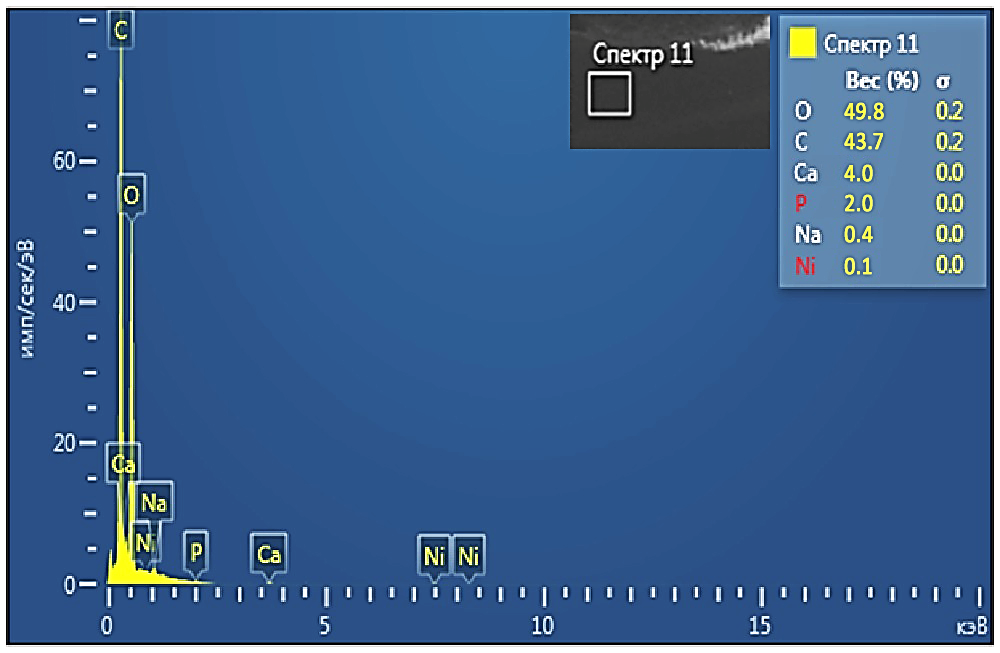 C
O
60
40
20
0
имп/сек/эВ
Ca
Na
Ni
P
Ca
Ni
Ni
0
5
10
15
кэВ
Спектр 11
Спектр 11
Вес (%) σ
O 49.8 0.2
C 43.7 0.2
Ca 4.0 0.0
P 2.0 0.0
Na 0.4 0.0
Ni 0.1 0.0